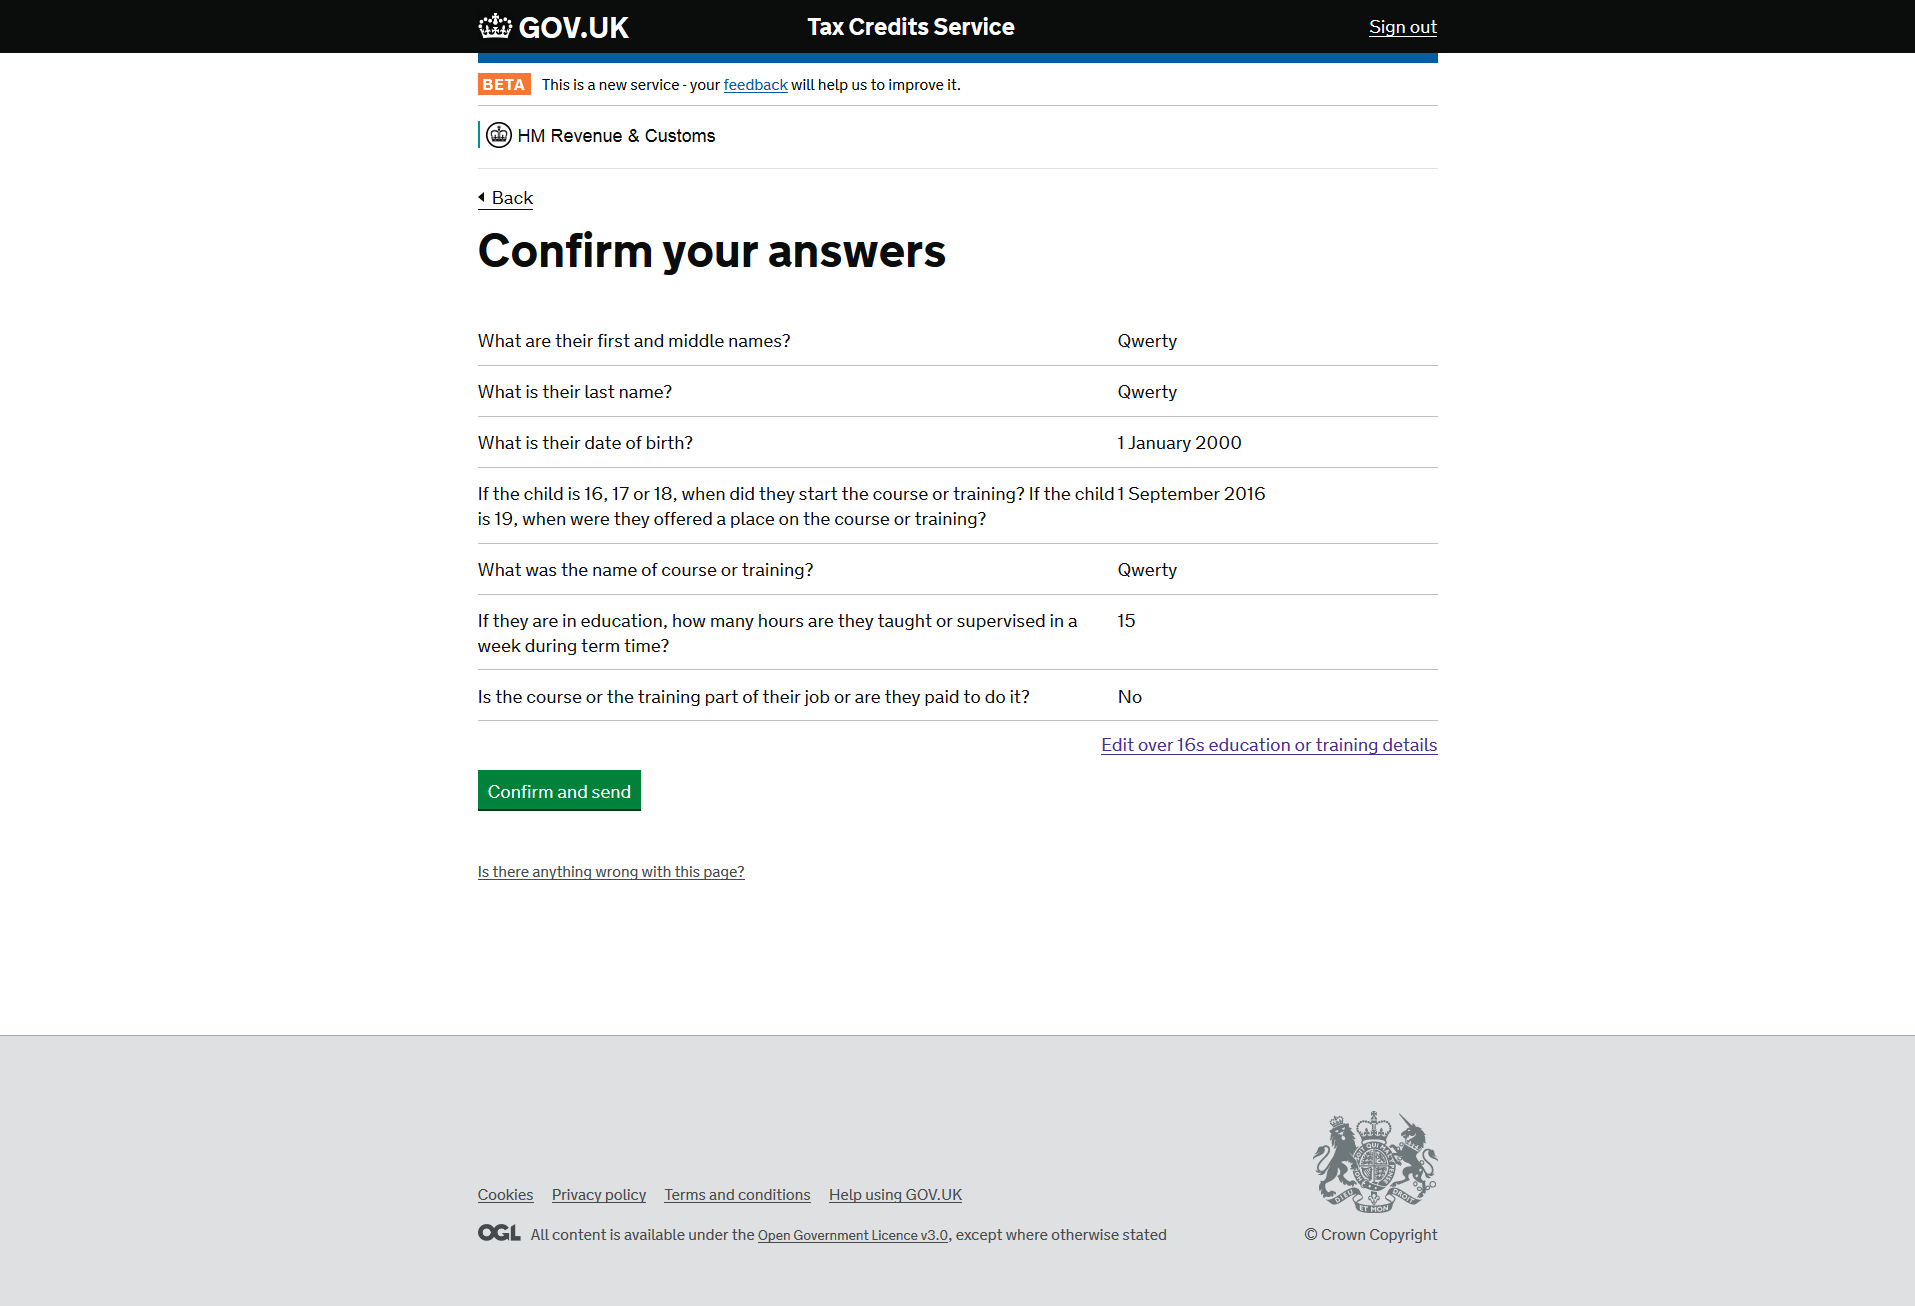 GOV.UK
Tax Credits Service
Sign out
BETA This is a new service - your feedback will help us to improve it.
HM Revenue & Customs
Back
Confirm your answers
What are their first and middle names? Qwerty
What is their last name? Qwerty
What is their date of birth? 1 January 2000
If the child is 16, 17 or 18, when did they start the course or training? If the child 1 September 2016
is 19, when were they offered a place on the course or training?
What was the name of course or training? Qwerty
If they are in education, how many hours are they taught or supervised in a 15
week during term time?
Is the course or the training part of their job or are they paid to do it? No
Edit over 16s education or training details
Confirm and send
Is there anything wrong with this page?
Cookies Privacy policy Terms and conditions Help using GOV.UK
OGL All content is available under the Open Government Licence v3.0, except where otherwise stated
DIEU ET MON DROIT
© Crown Copyright